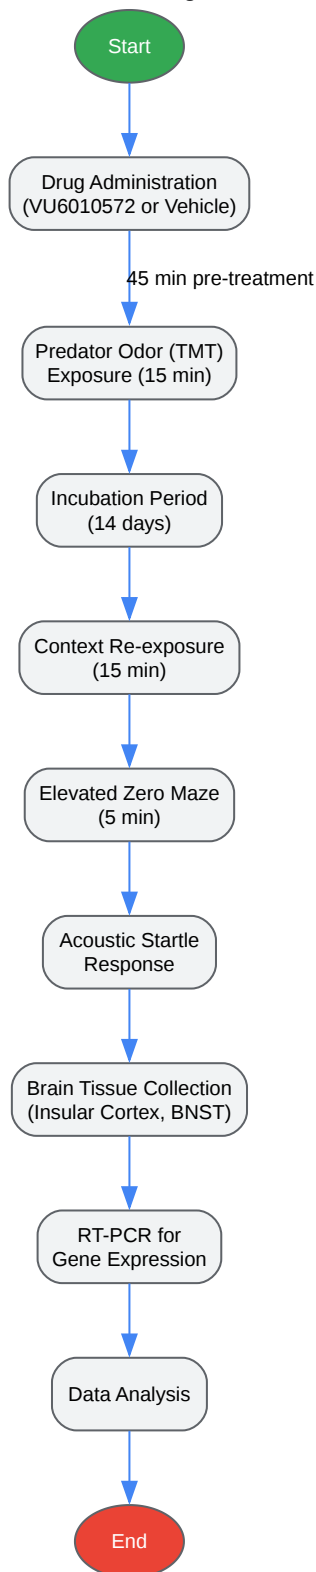 Start
Drug Administration
(VU6010572 or Vehicle)
45 min pre-treatment
Predator Odor (TMT)
Exposure (15 min)
Incubation Period
(14 days)
Context Re-exposure
(15 min)
Elevated Zero Maze
(5 min)
Acoustic Startle
Response
Brain Tissue Collection
(Insular Cortex, BNST)
RT-PCR for
Gene Expression
Data Analysis
End